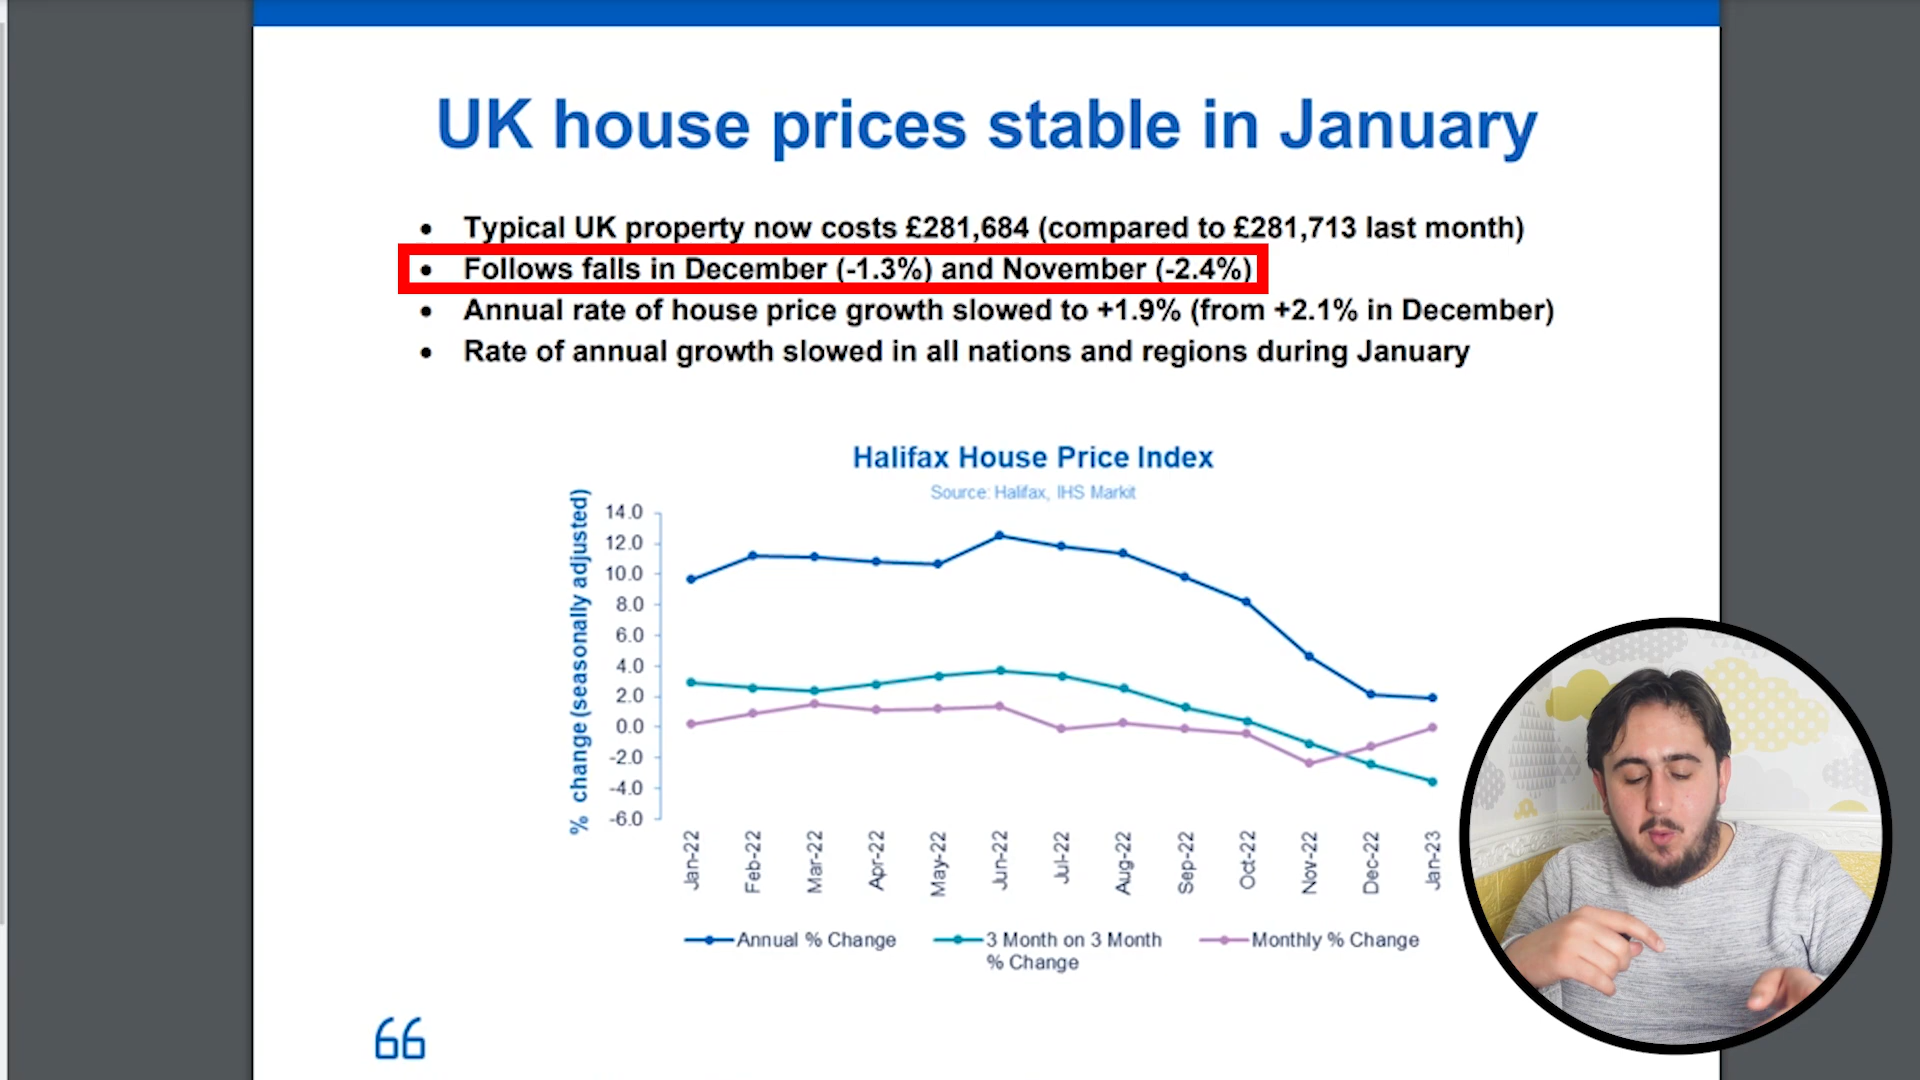 UK house prices stable in January
• Typical UK property now costs £281,684 (compared to £281,713 last month)
• Follows falls in December (-1.3%) and November (-2.4%)
• Annual rate of house price growth slowed to +1.9% (from +2.1% in December)
• Rate of annual growth slowed in all nations and regions during January
Halifax House Price Index
Source: Halifax, IHS Markit
% change (seasonally adjusted)
14.0
12.0
10.0
8.0
6.0
4.0
2.0
0.0
-2.0
-4.0
-6.0
Jan-22 Feb-22 Mar-22 Apr-22 May-22 Jun-22 Jul-22 Aug-22 Sep-22 Oct-22 Nov-22 Dec-22 Jan-23
Annual % Change 3 Month on 3 Month Monthly % Change
% Change
“